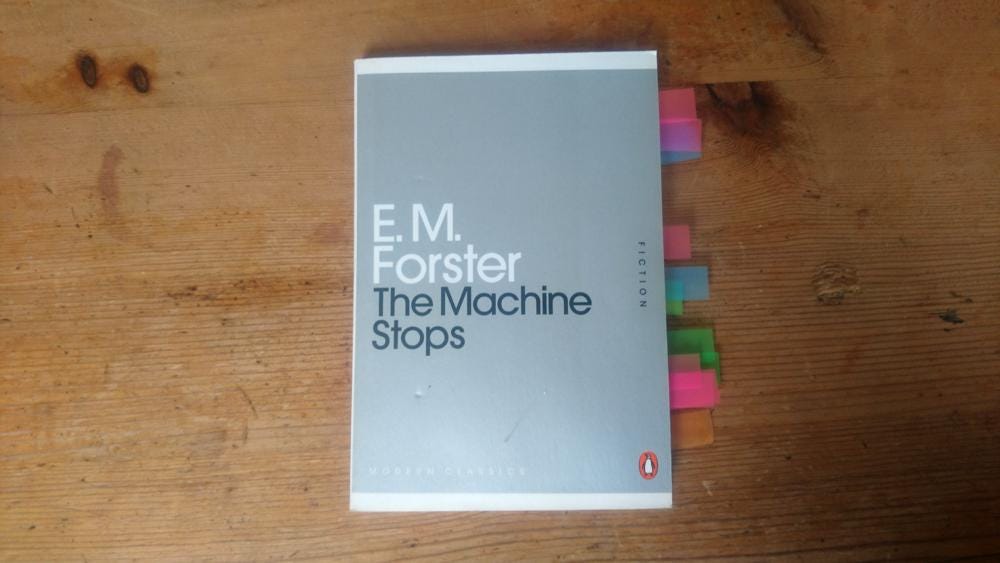 E. M.
Forster
The Machine
Stops
FICTION
MODERN CLASSICS